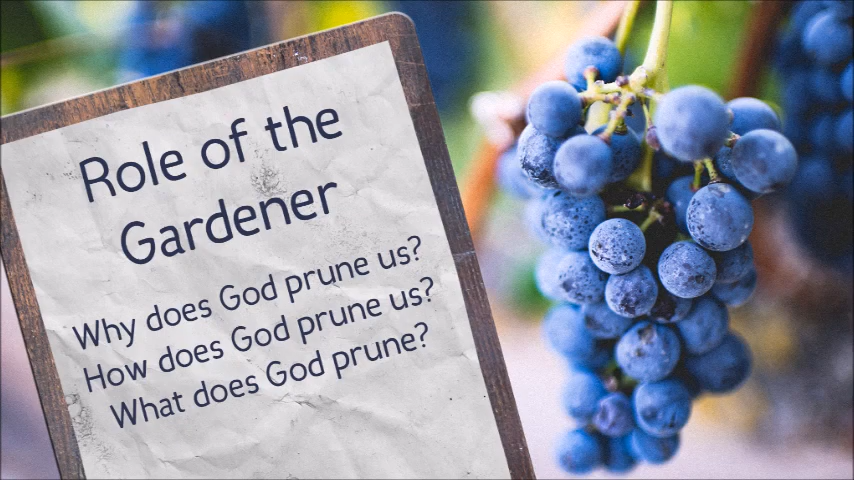 Role of the
Gardener
Why does God prune us?
How does God prune us?
What does God prune?